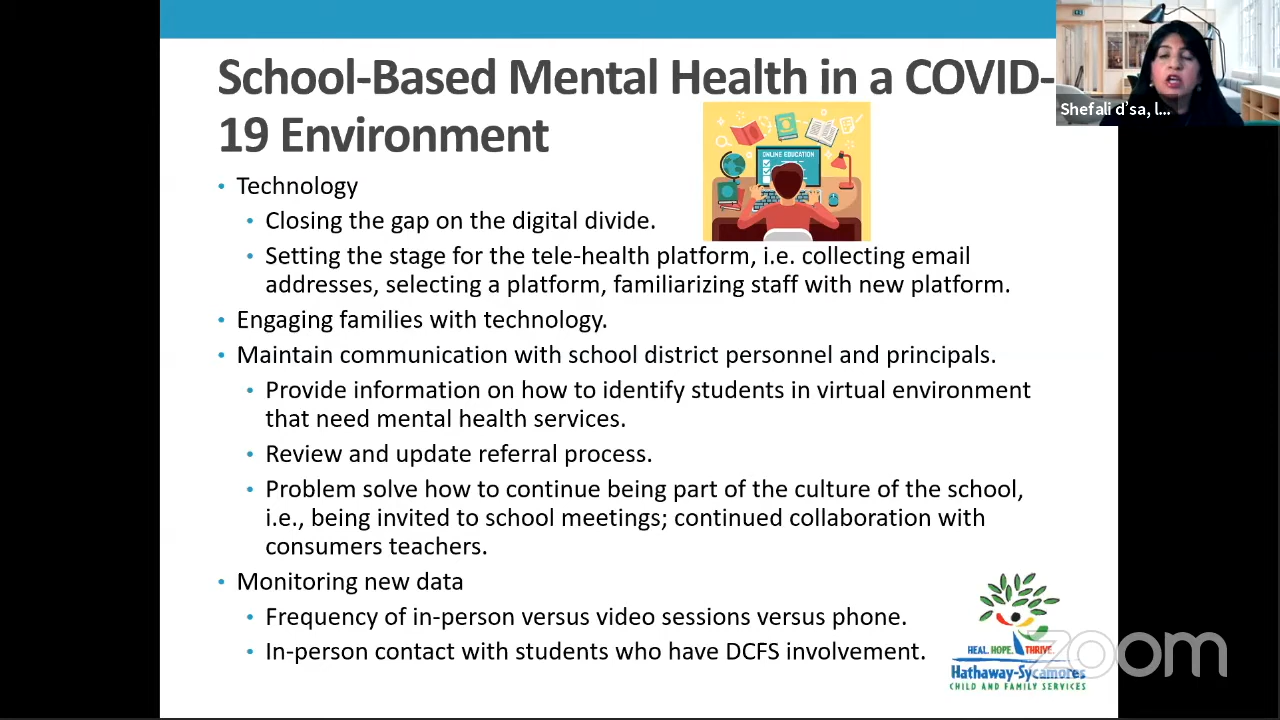 School-Based Mental Health in a COVID-
19 Environment
Shefali d'sa, l...
ONLINE EDUCATION
• Technology
• Closing the gap on the digital divide.
• Setting the stage for the tele-health platform, i.e. collecting email
addresses, selecting a platform, familiarizing staff with new platform.
• Engaging families with technology.
• Maintain communication with school district personnel and principals.
• Provide information on how to identify students in virtual environment
that need mental health services.
• Review and update referral process.
• Problem solve how to continue being part of the culture of the school,
i.e., being invited to school meetings; continued collaboration with
consumers teachers.
• Monitoring new data
• Frequency of in-person versus video sessions versus phone.
• In-person contact with students who have DCFS involvement.
HEAL. HOPE. THRIVE.
Hathaway-Sycamores
CHILD AND FAMILY SERVICES
zoom